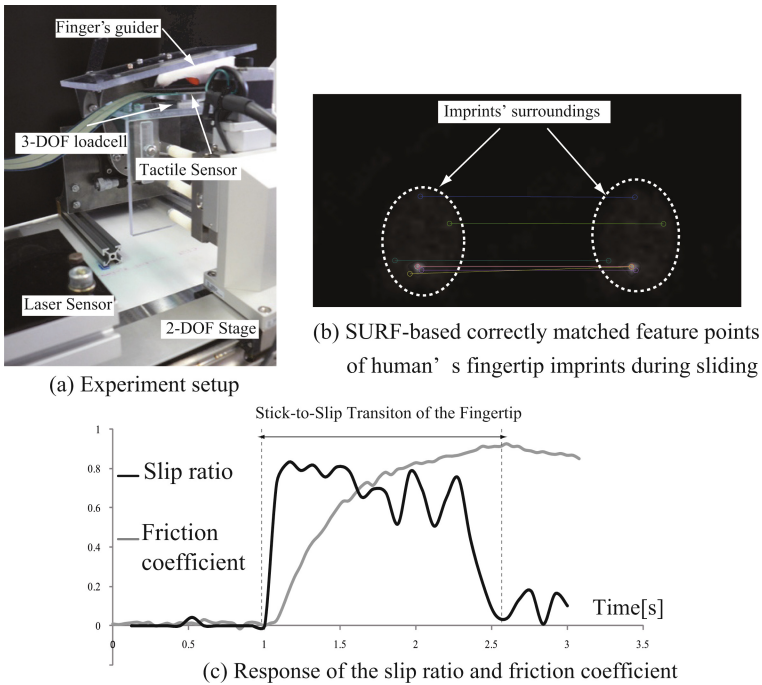 Finger's guider
3-DOF loadcell
Tactile Sensor
Laser Sensor
2-DOF Stage
(a) Experiment setup
Imprints' surroundings
(b) SURF-based correctly matched feature points
of human' s fingertip imprints during sliding
Stick-to-Slip Transiton of the Fingertip
1
0.8
0.6
0.4
0.2
0
Slip ratio
Friction
coefficient
Time[s]
0 0.5 1 1.5 2 2.5 3 3.5
(c) Response of the slip ratio and friction coefficient